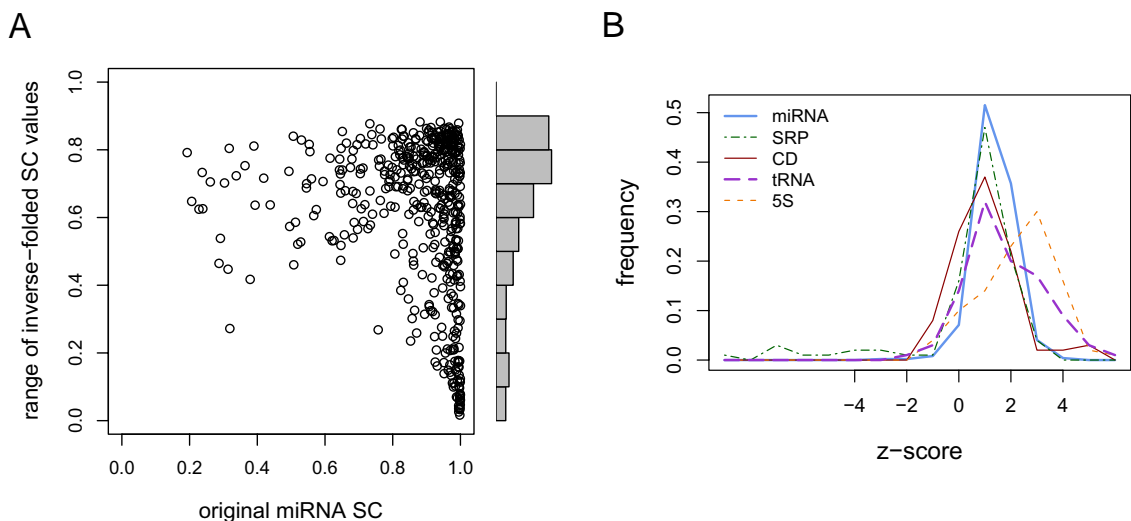 A
range of inverse−folded SC values
1.0
0.8
0.6
0.4
0.2
0.0
0.0 0.2 0.4 0.6 0.8 1.0
original miRNA SC
B
frequency
0.5
0.4
0.3
0.2
0.1
0.0
miRNA
SRP
CD
tRNA
5S
−4 −2 0 2 4
z−score